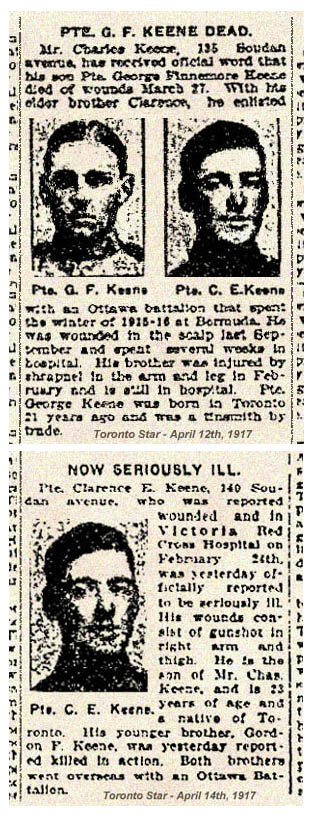 PTE. G. F. KEENE DEAD.
Mr. Charles Keene, 135 Soudan
avenue, has received official word that
his son Pte. George Finnemore Keene
died of wounds March 27. With his
elder brother Clarence, he enlisted
Pte. G. F. Keene Pte. C. E. Keene
with an Ottawa battalion that spent
the winter of 1915-16 at Bermuda. He
was wounded in the scalp last Sep-
tember and spent several weeks in
hospital. His brother was injured by
shrapnel in the arm and leg in Feb-
ruary and is still in hospital. Pte.
George Keene was born in Toronto
21 years ago and was a tinsmith by
trade.
Toronto Star - April 12th, 1917
NOW SERIOUSLY ILL.
Pte. Clarence E. Keene, 140 Sou-
dan avenue, who was reported
wounded and in
Victoria Red
Cross Hospital on
February 24th,
was yesterday of-
ficially reported
to be seriously ill.
His wounds con-
sist of gunshot in
right arm and
thigh. He is the
son of Mr. Chas.
Keene, and is 23
years of age and
a native of To-
Pte. C. E. Keene.
ronto. His younger brother, Gord-
on F. Keene, was yesterday report-
ed killed in action. Both brothers
went overseas with an Ottawa Bat-
talion.
Toronto Star - April 14th, 1917